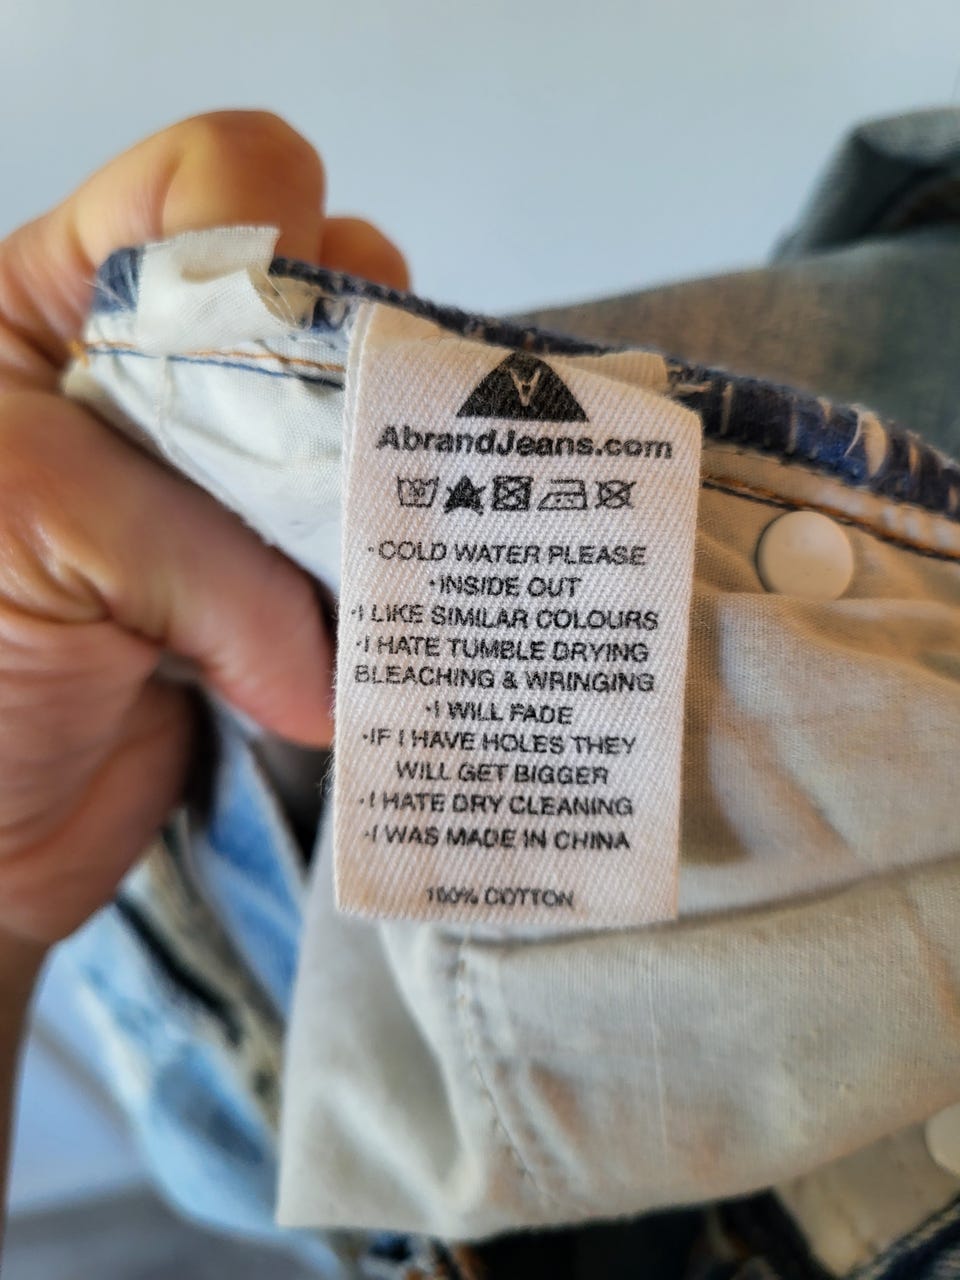 A
AbrandJeans.com
•COLD WATER PLEASE
•INSIDE OUT
•I LIKE SIMILAR COLOURS
•I HATE TUMBLE DRYING
BLEACHING & WRINGING
•I WILL FADE
•IF I HAVE HOLES THEY
WILL GET BIGGER
•I HATE DRY CLEANING
•I WAS MADE IN CHINA
100% COTTON